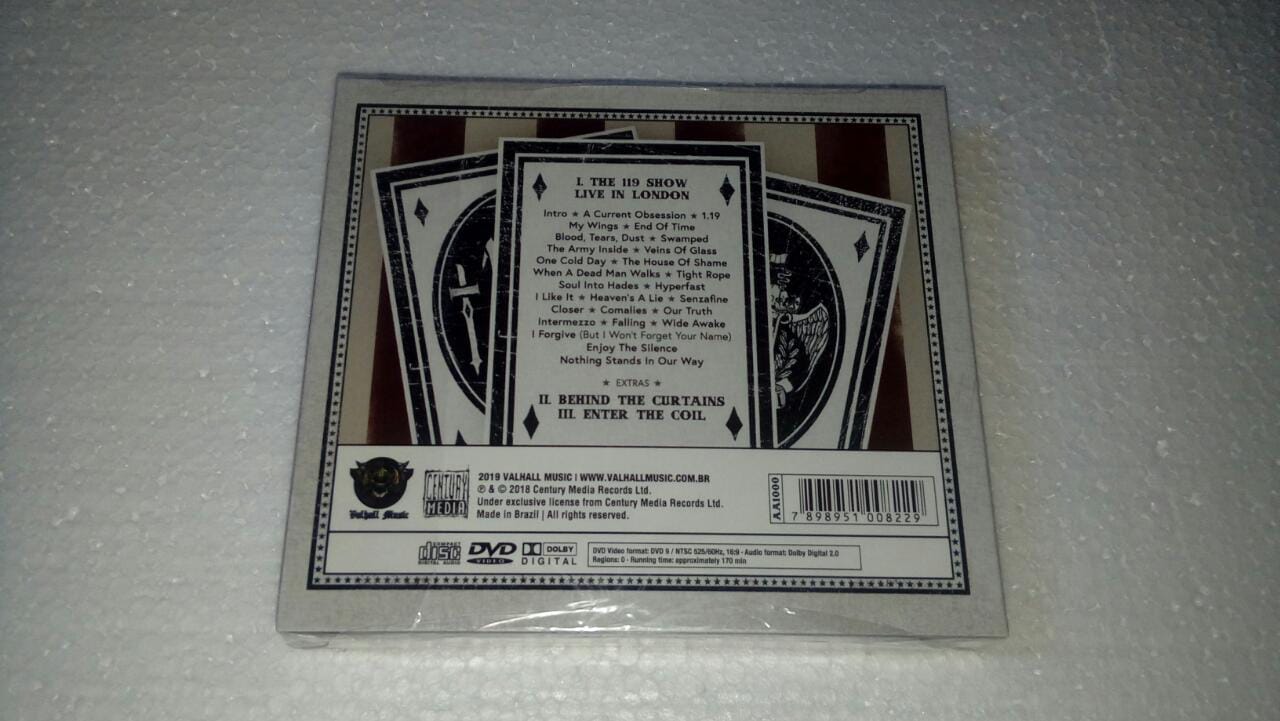 I. THE 119 SHOW
LIVE IN LONDON
Intro ★ A Current Obsession ★ 1.19
My Wings ★ End Of Time
Blood, Tears, Dust ★ Swamped
The Army Inside ★ Veins Of Glass
One Cold Day ★ The House Of Shame
When A Dead Man Walks ★ Tight Rope
Soul Into Hades ★ Hyperfast
I Like It ★ Heaven's A Lie ★ Senzafine
Closer ★ Comalies ★ Our Truth
Intermezzo ★ Falling ★ Wide Awake
I Forgive (But I Won't Forget Your Name)
Enjoy The Silence
Nothing Stands In Our Way
★ EXTRAS ★
II. BEHIND THE CURTAINS
III. ENTER THE COIL
Valhall Music
CENTURY
MEDIA
2019 VALHALL MUSIC | WWW.VALHALLMUSIC.COM.BR
℗ & © 2018 Century Media Records Ltd.
Under exclusive license from Century Media Records Ltd.
Made in Brazil | All rights reserved.
AA1000
7 898951 008229
COMPACT
disc
DIGITAL AUDIO
DVD
VIDEO
DOLBY
DIGITAL
DVD Video format: DVD 9 / NTSC 525/60Hz, 16:9 - Audio format: Dolby Digital 2.0
Regions: 0 - Running time: approximately 170 min